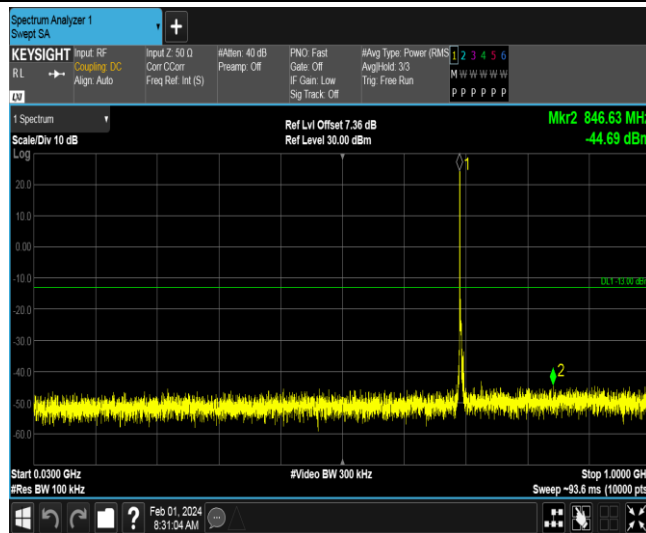 Spectrum Analyzer 1
Swept SA
+
KEYSIGHT Input: RF Input Z: 50 Ω #Atten: 40 dB PNO: Fast #Avg Type: Power (RMS 1 2 3 4 5 6
RL Coupling: DC Corr CCorr Preamp: Off Gate: Off Avg|Hold: 3/3 M W W W W W
Align: Auto Freq Ref: Int (S) IF Gain: Low Trig: Free Run
Sig Track: Off P P P P P P
1 Spectrum Ref Lvl Offset 7.36 dB Mkr2 846.63 MHz
Scale/Div 10 dB Ref Level 30.00 dBm -44.69 dBm
Log
1
20.0
10.0
0.00
-10.0
DL1 -13.00 dBm
-20.0
-30.0
-40.0
2
-50.0
-60.0
Start 0.0300 GHz #Video BW 300 kHz Stop 1.0000 GH
#Res BW 100 kHz Sweep ~93.6 ms (10000 pts
? Feb 01, 2024
8:31:04 AM